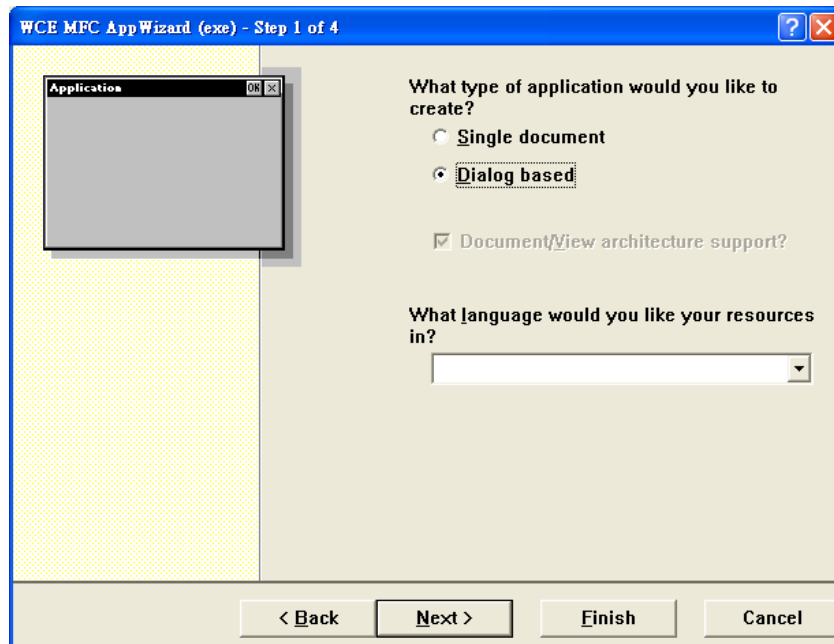 WCE MFC AppWizard (exe) - Step 1 of 4
Application
OK
What type of application would you like to
create?
Single document
Dialog based
Document/View architecture support?
What language would you like your resources
in?
< Back
Next >
Finish
Cancel